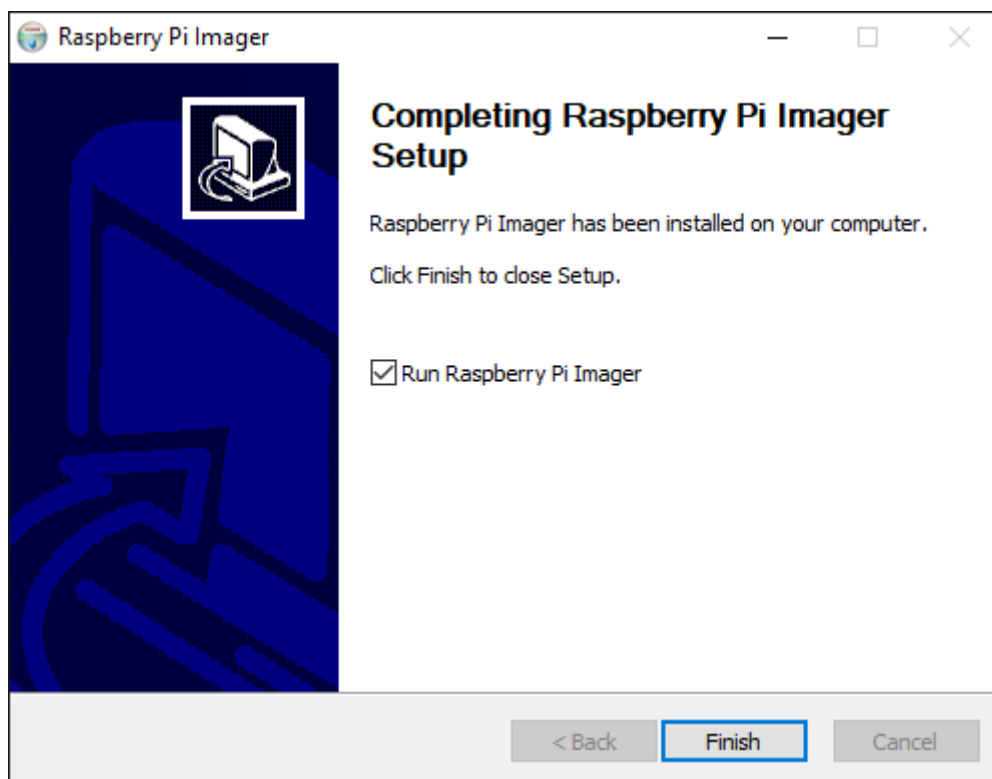 Raspberry Pi Imager
Completing Raspberry Pi Imager
Setup
Raspberry Pi Imager has been installed on your computer.
Click Finish to close Setup.
Run Raspberry Pi Imager
< Back
Finish
Cancel